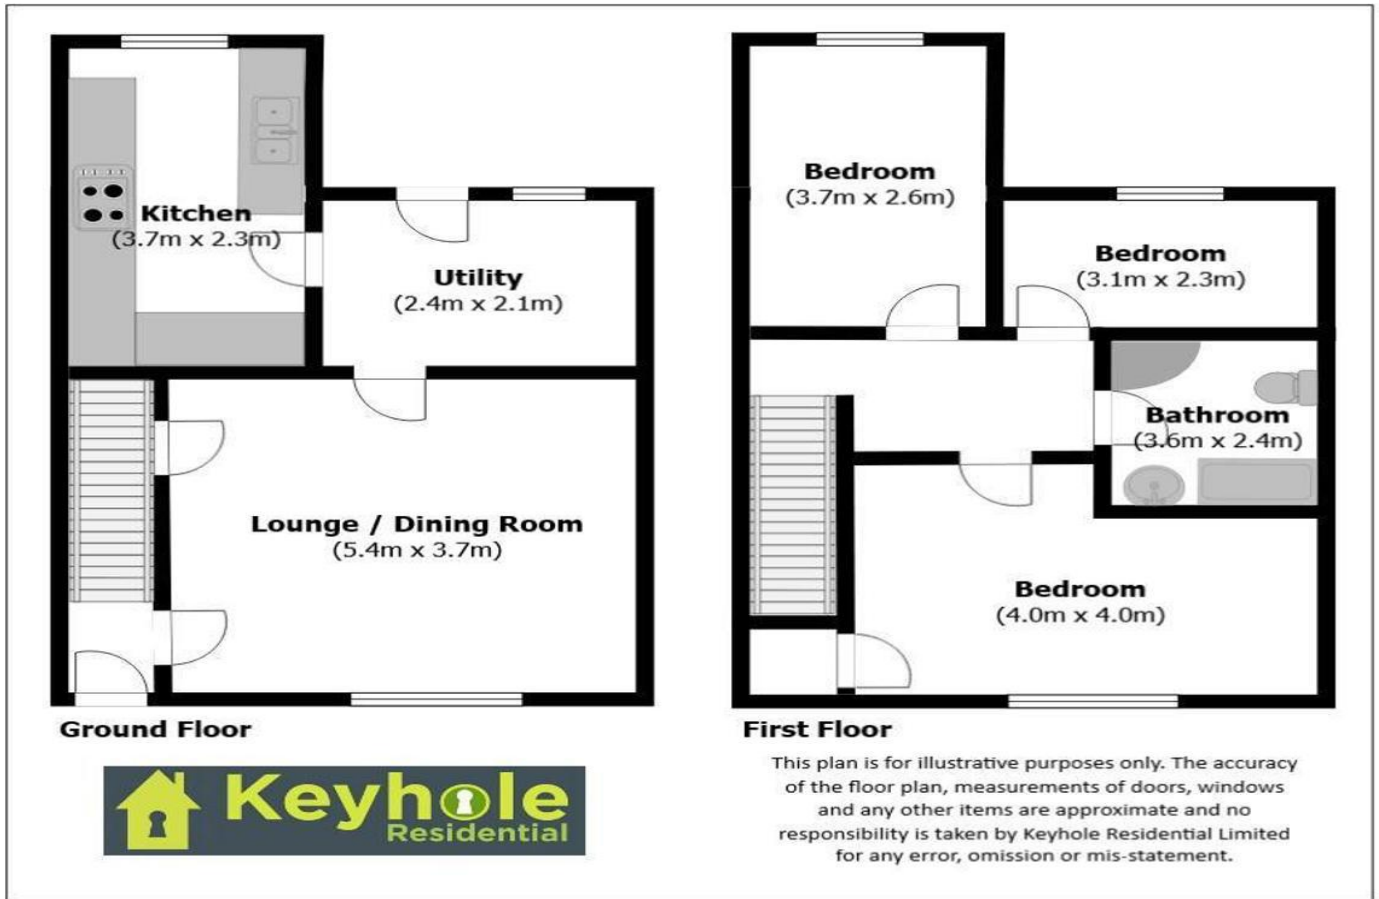 Kitchen
(3.7m x 2.3m)
Utility
(2.4m x 2.1m)
Lounge / Dining Room
(5.4m x 3.7m)
Ground Floor
Bedroom
(3.7m x 2.6m)
Bedroom
(3.1m x 2.3m)
Bathroom
(3.6m x 2.4m)
Bedroom
(4.0m x 4.0m)
First Floor
Keyhole
Residential
This plan is for illustrative purposes only. The accuracy
of the floor plan, measurements of doors, windows
and any other items are approximate and no
responsibility is taken by Keyhole Residential Limited
for any error, omission or mis-statement.